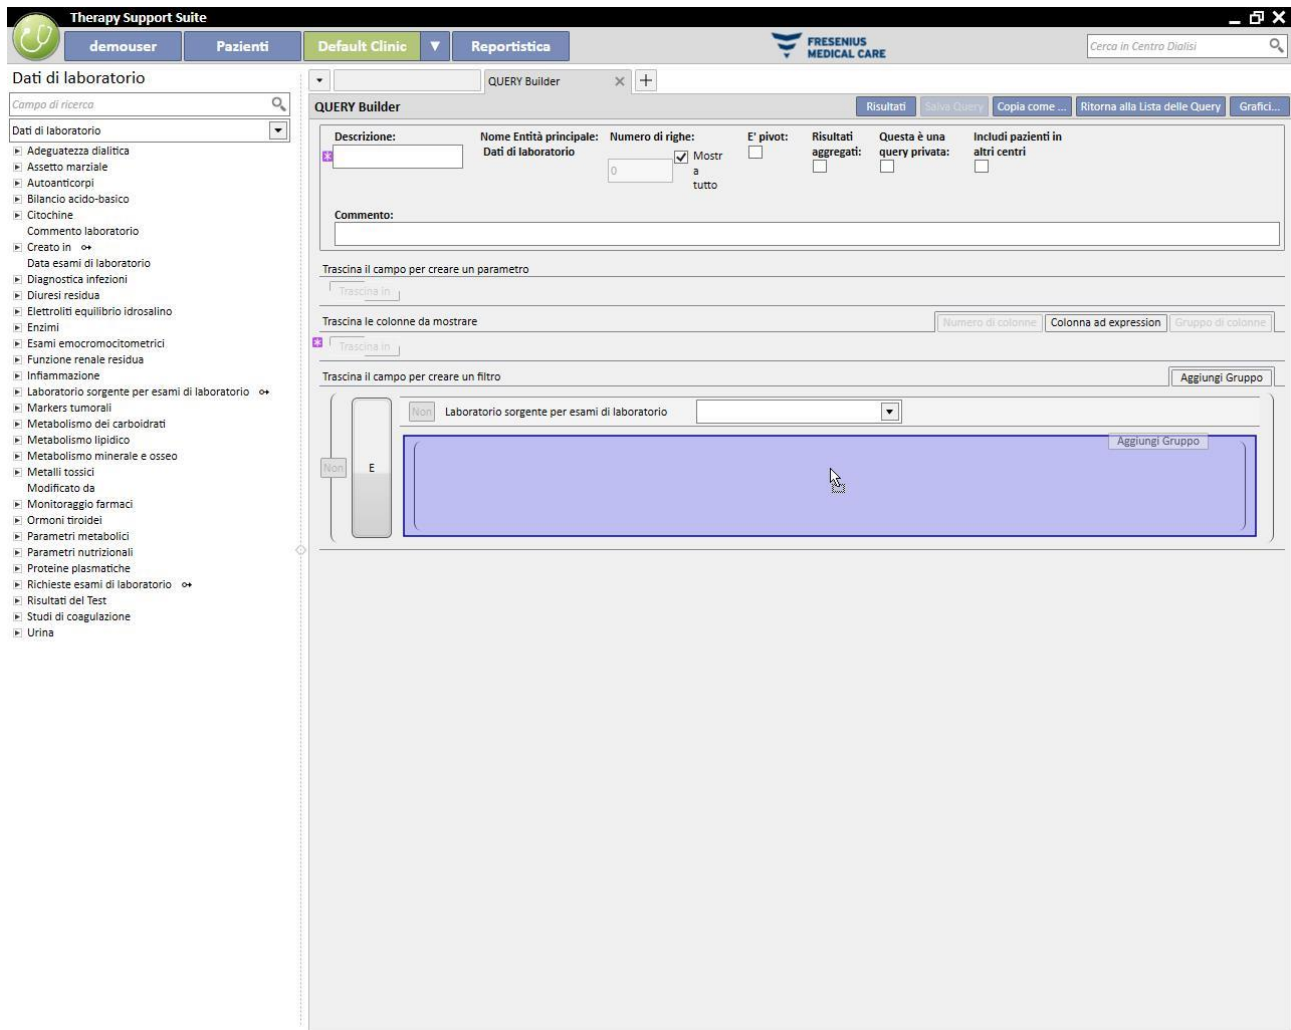 Therapy Support Suite
demouser Pazienti Default Clinic Reportistica FRESENIUS MEDICAL CARE Cerca in Centro Dialisi
Dati di laboratorio
Campo di ricerca
Dati di laboratorio
Adeguatezza dialitica
Assetto marziale
Autoanticorpi
Bilancio acido-basico
Citochine
Commento laboratorio
Creato in
Data esami di laboratorio
Diagnostica infezioni
Diuresi residua
Elettroliti equilibrio idrosalino
Enzimi
Esami emocromocitometrici
Funzione renale residua
Infiammazione
Laboratorio sorgente per esami di laboratorio
Markers tumorali
Metabolismo dei carboidrati
Metabolismo lipidico
Metabolismo minerale e osseo
Metalli tossici
Modificato da
Monitoraggio farmaci
Ormoni tiroidei
Parametri metabolici
Parametri nutrizionali
Proteine plasmatiche
Richieste esami di laboratorio
Risultati del Test
Studi di coagulazione
Urina
QUERY Builder
QUERY Builder
Risultati Salva Query Copia come ... Ritorna alla Lista delle Query Grafici...
Descrizione:
Nome Entità principale:
Dati di laboratorio
Numero di righe:
0
Mostr
a
tutto
E' pivot:
Risultati
aggregati:
Questa è una
query privata:
Includi pazienti in
altri centri
Commento:
Trascina il campo per creare un parametro
Trascina in
Trascina le colonne da mostrare
Numero di colonne Colonna ad expression Gruppo di colonne
Trascina in
Trascina il campo per creare un filtro
Aggiungi Gruppo
Non Laboratorio sorgente per esami di laboratorio
Aggiungi Gruppo
Non E